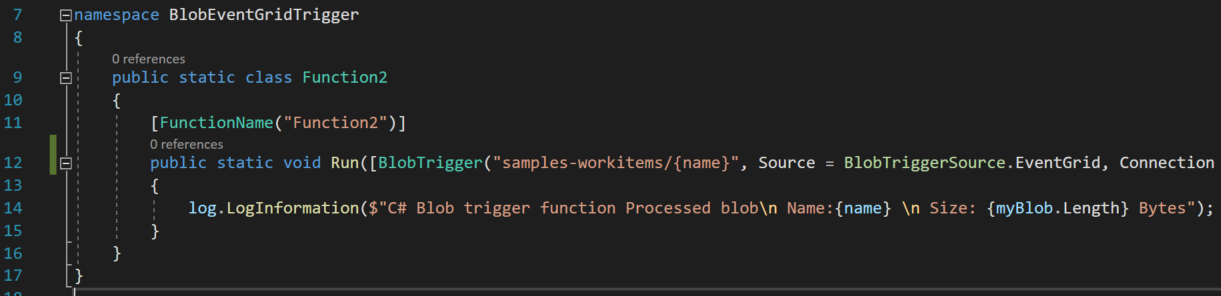 7 namespace BlobEventGridTrigger
8 {
0 references
9 public static class Function2
10 {
11 [FunctionName("Function2")]
0 references
12 public static void Run([BlobTrigger("samples-workitems/{name}", Source = BlobTriggerSource.EventGrid, Connection
13 {
14 log.LogInformation($"C# Blob trigger function Processed blob\n Name:{name} \n Size: {myBlob.Length} Bytes");
15 }
16 }
17 }
18